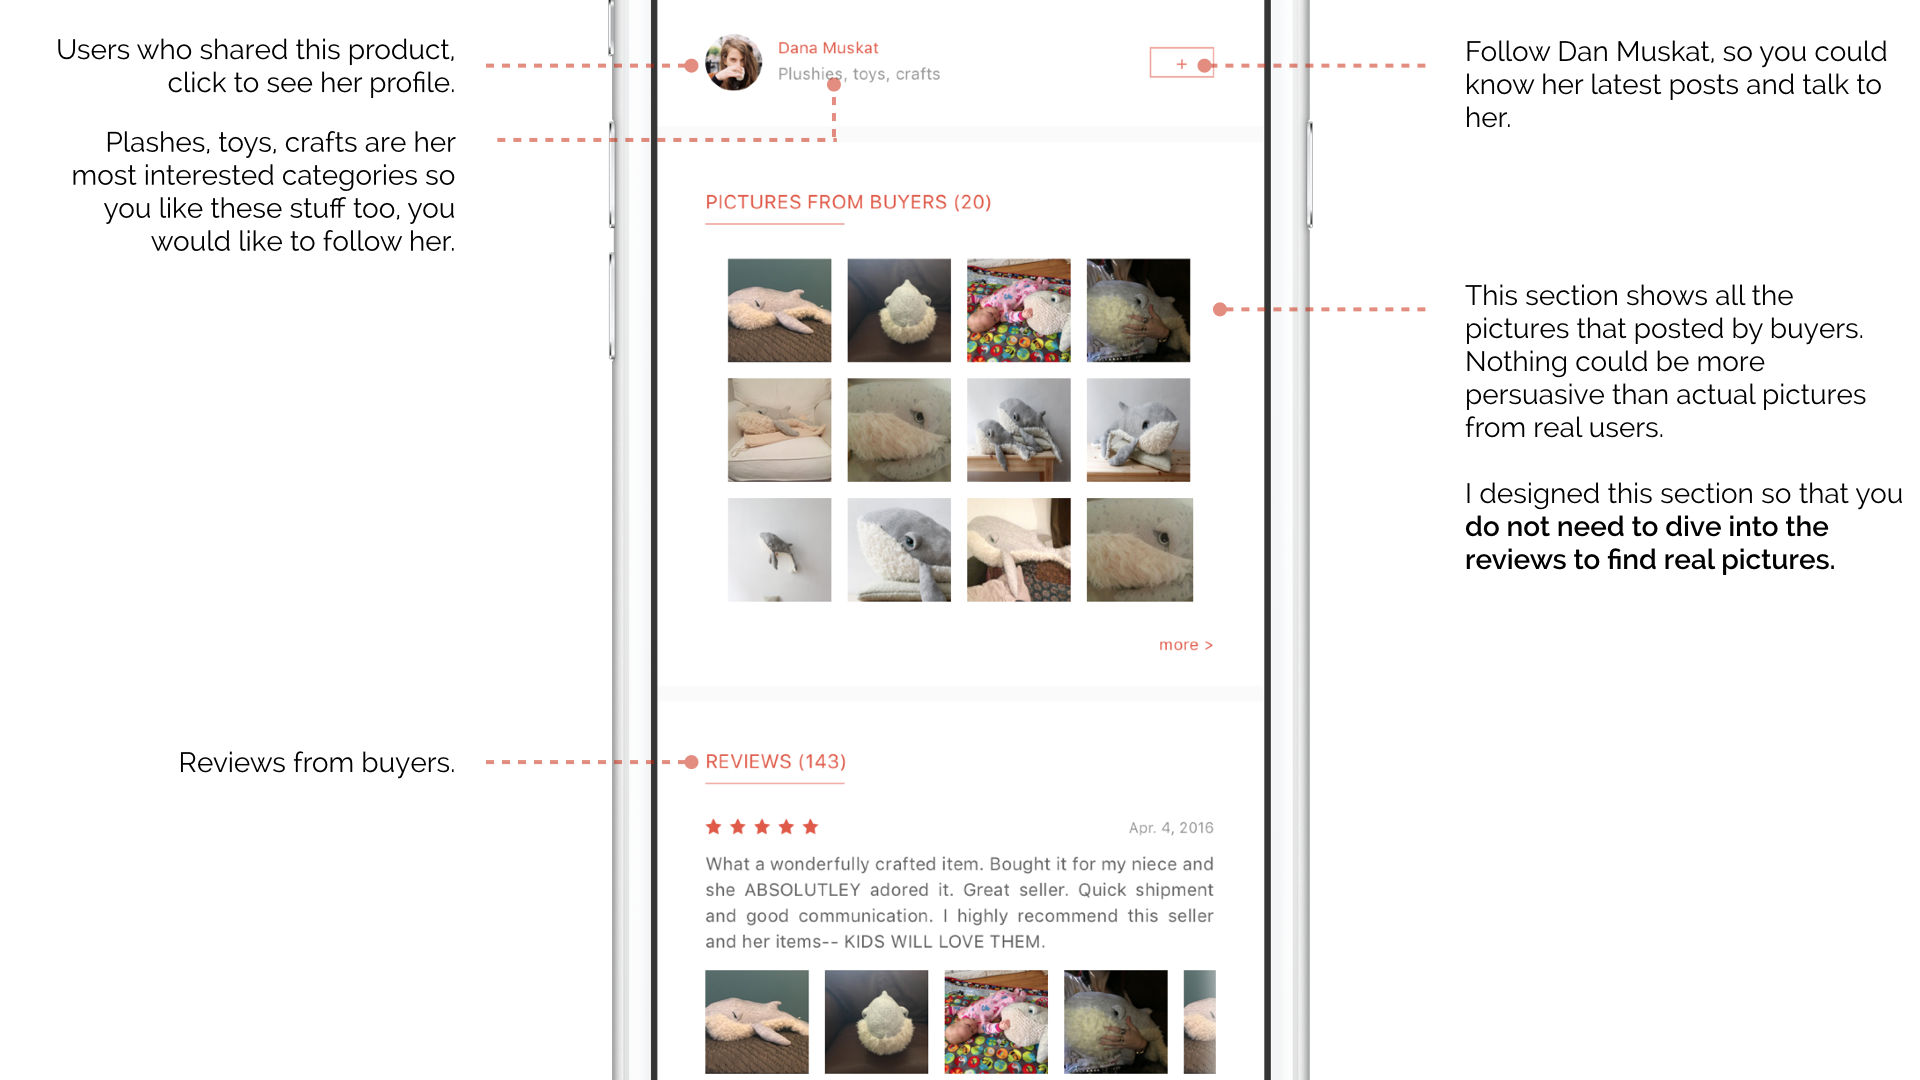 Users who shared this product,
click to see her profile.
Plashes, toys, crafts are her
most interested categories so
you like these stuff too, you
would like to follow her.
Dana Muskat
Plushies, toys, crafts
+
Follow Dan Muskat, so you could
know her latest posts and talk to
her.
PICTURES FROM BUYERS (20)
This section shows all the
pictures that posted by buyers.
Nothing could be more
persuasive than actual pictures
from real users.
I designed this section so that you
do not need to dive into the
reviews to find real pictures.
more >
Reviews from buyers.
REVIEWS (143)
Apr. 4, 2016
What a wonderfully crafted item. Bought it for my niece and
she ABSOLUTLEY adored it. Great seller. Quick shipment
and good communication. I highly recommend this seller
and her items-- KIDS WILL LOVE THEM.